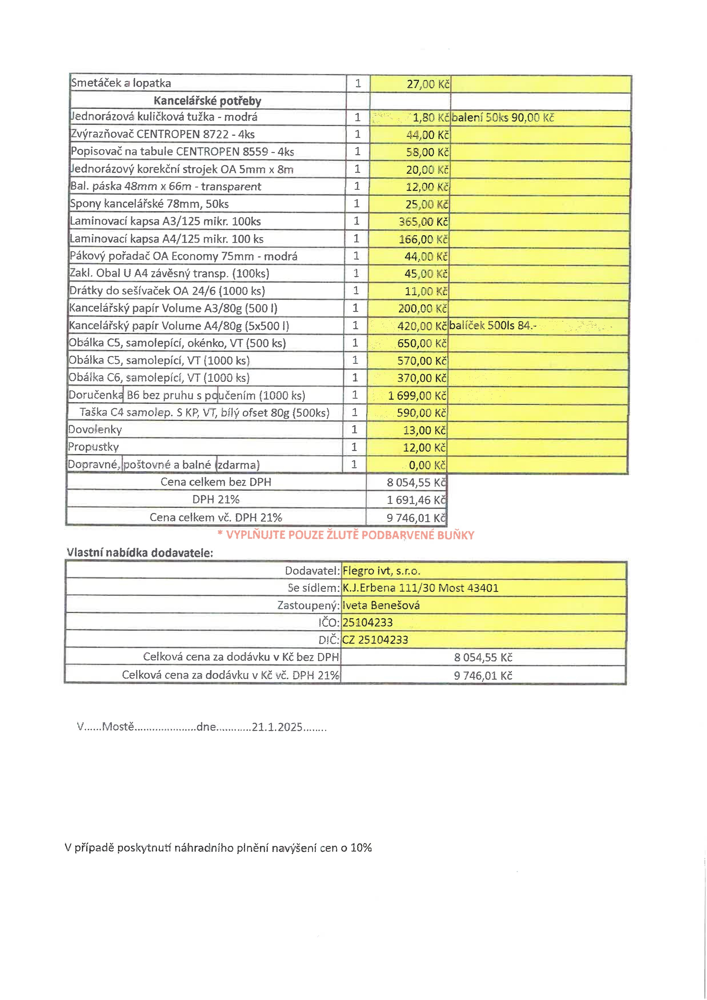 Smetáček a lopatka 1 27,00 Kč
Kancelářské potřeby
Jednorázová kuličková tužka - modrá 1 1,80 Kč balení 50ks 90,00 Kč
Zvýrazňovač CENTROPEN 8722 - 4ks 1 44,00 Kč
Popisovač na tabule CENTROPEN 8559 - 4ks 1 58,00 Kč
Jednorázový korekční strojek OA 5mm x 8m 1 20,00 Kč
Bal. páska 48mm x 66m - transparent 1 12,00 Kč
Spony kancelářské 78mm, 50ks 1 25,00 Kč
Laminovací kapsa A3/125 mikr. 100ks 1 365,00 Kč
Laminovací kapsa A4/125 mikr. 100 ks 1 166,00 Kč
Pákový pořadač OA Economy 75mm - modrá 1 44,00 Kč
Zakl. Obal U A4 závěsný transp. (100ks) 1 45,00 Kč
Drátky do sešívaček OA 24/6 (1000 ks) 1 11,00 Kč
Kancelářský papír Volume A3/80g (500 l) 1 200,00 Kč
Kancelářský papír Volume A4/80g (5x500 l) 1 420,00 Kč balíček 500ls 84.-
Obálka C5, samolepící, okénko, VT (500 ks) 1 650,00 Kč
Obálka C5, samolepící, VT (1000 ks) 1 570,00 Kč
Obálka C6, samolepící, VT (1000 ks) 1 370,00 Kč
Doručenka B6 bez pruhu s poučením (1000 ks) 1 1 699,00 Kč
Taška C4 samolep. S KP, VT, bílý ofset 80g (500ks) 1 590,00 Kč
Dovolenky 1 13,00 Kč
Propustky 1 12,00 Kč
Dopravné, poštovné a balné (zdarma) 1 0,00 Kč
Cena celkem bez DPH 8 054,55 Kč
DPH 21% 1 691,46 Kč
Cena celkem vč. DPH 21% 9 746,01 Kč
* VYPLŇUJTE POUZE ŽLUTĚ PODBARVENÉ BUŇKY
Vlastní nabídka dodavatele:
Dodavatel: Flegro ivt, s.r.o.
Se sídlem: K.J.Erbena 111/30 Most 43401
Zastoupený: Iveta Benešová
IČO: 25104233
DIČ: CZ 25104233
Celková cena za dodávku v Kč bez DPH 8 054,55 Kč
Celková cena za dodávku v Kč vč. DPH 21% 9 746,01 Kč
V......Mostě.....................dne............21.1.2025........
V případě poskytnutí náhradního plnění navýšení cen o 10%